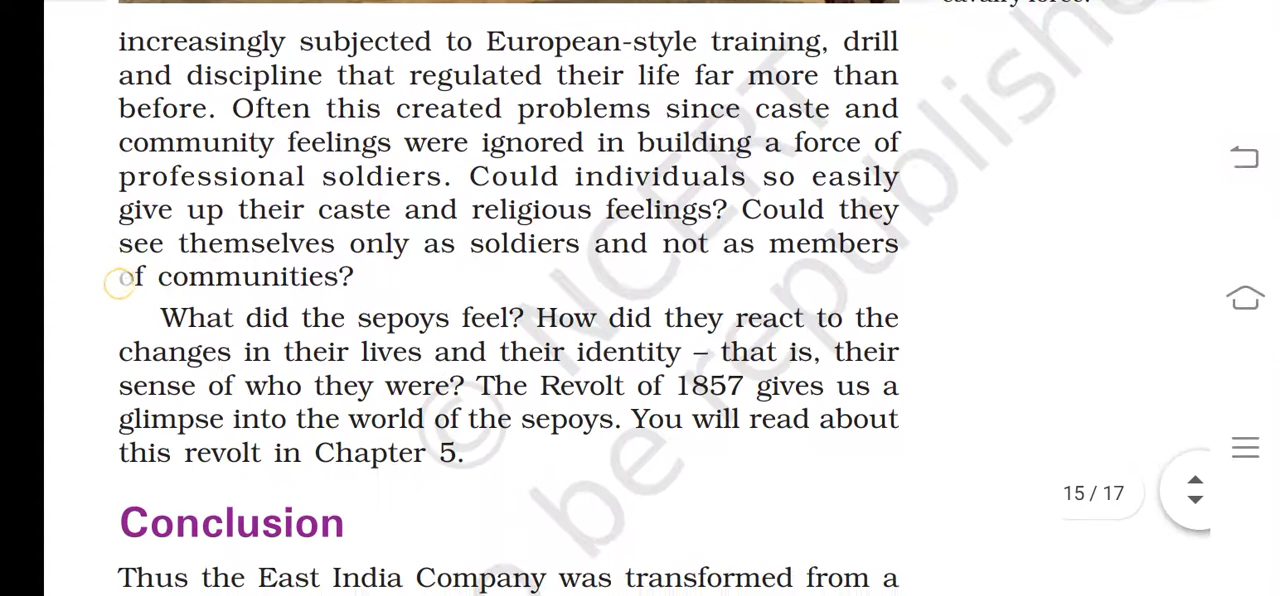 cavalry force.
increasingly subjected to European-style training, drill
and discipline that regulated their life far more than
before. Often this created problems since caste and
community feelings were ignored in building a force of
professional soldiers. Could individuals so easily
give up their caste and religious feelings? Could they
see themselves only as soldiers and not as members
of communities?
What did the sepoys feel? How did they react to the
changes in their lives and their identity – that is, their
sense of who they were? The Revolt of 1857 gives us a
glimpse into the world of the sepoys. You will read about
this revolt in Chapter 5.
15 / 17
Conclusion
Thus the East India Company was transformed from a
© NCERT
be republishe